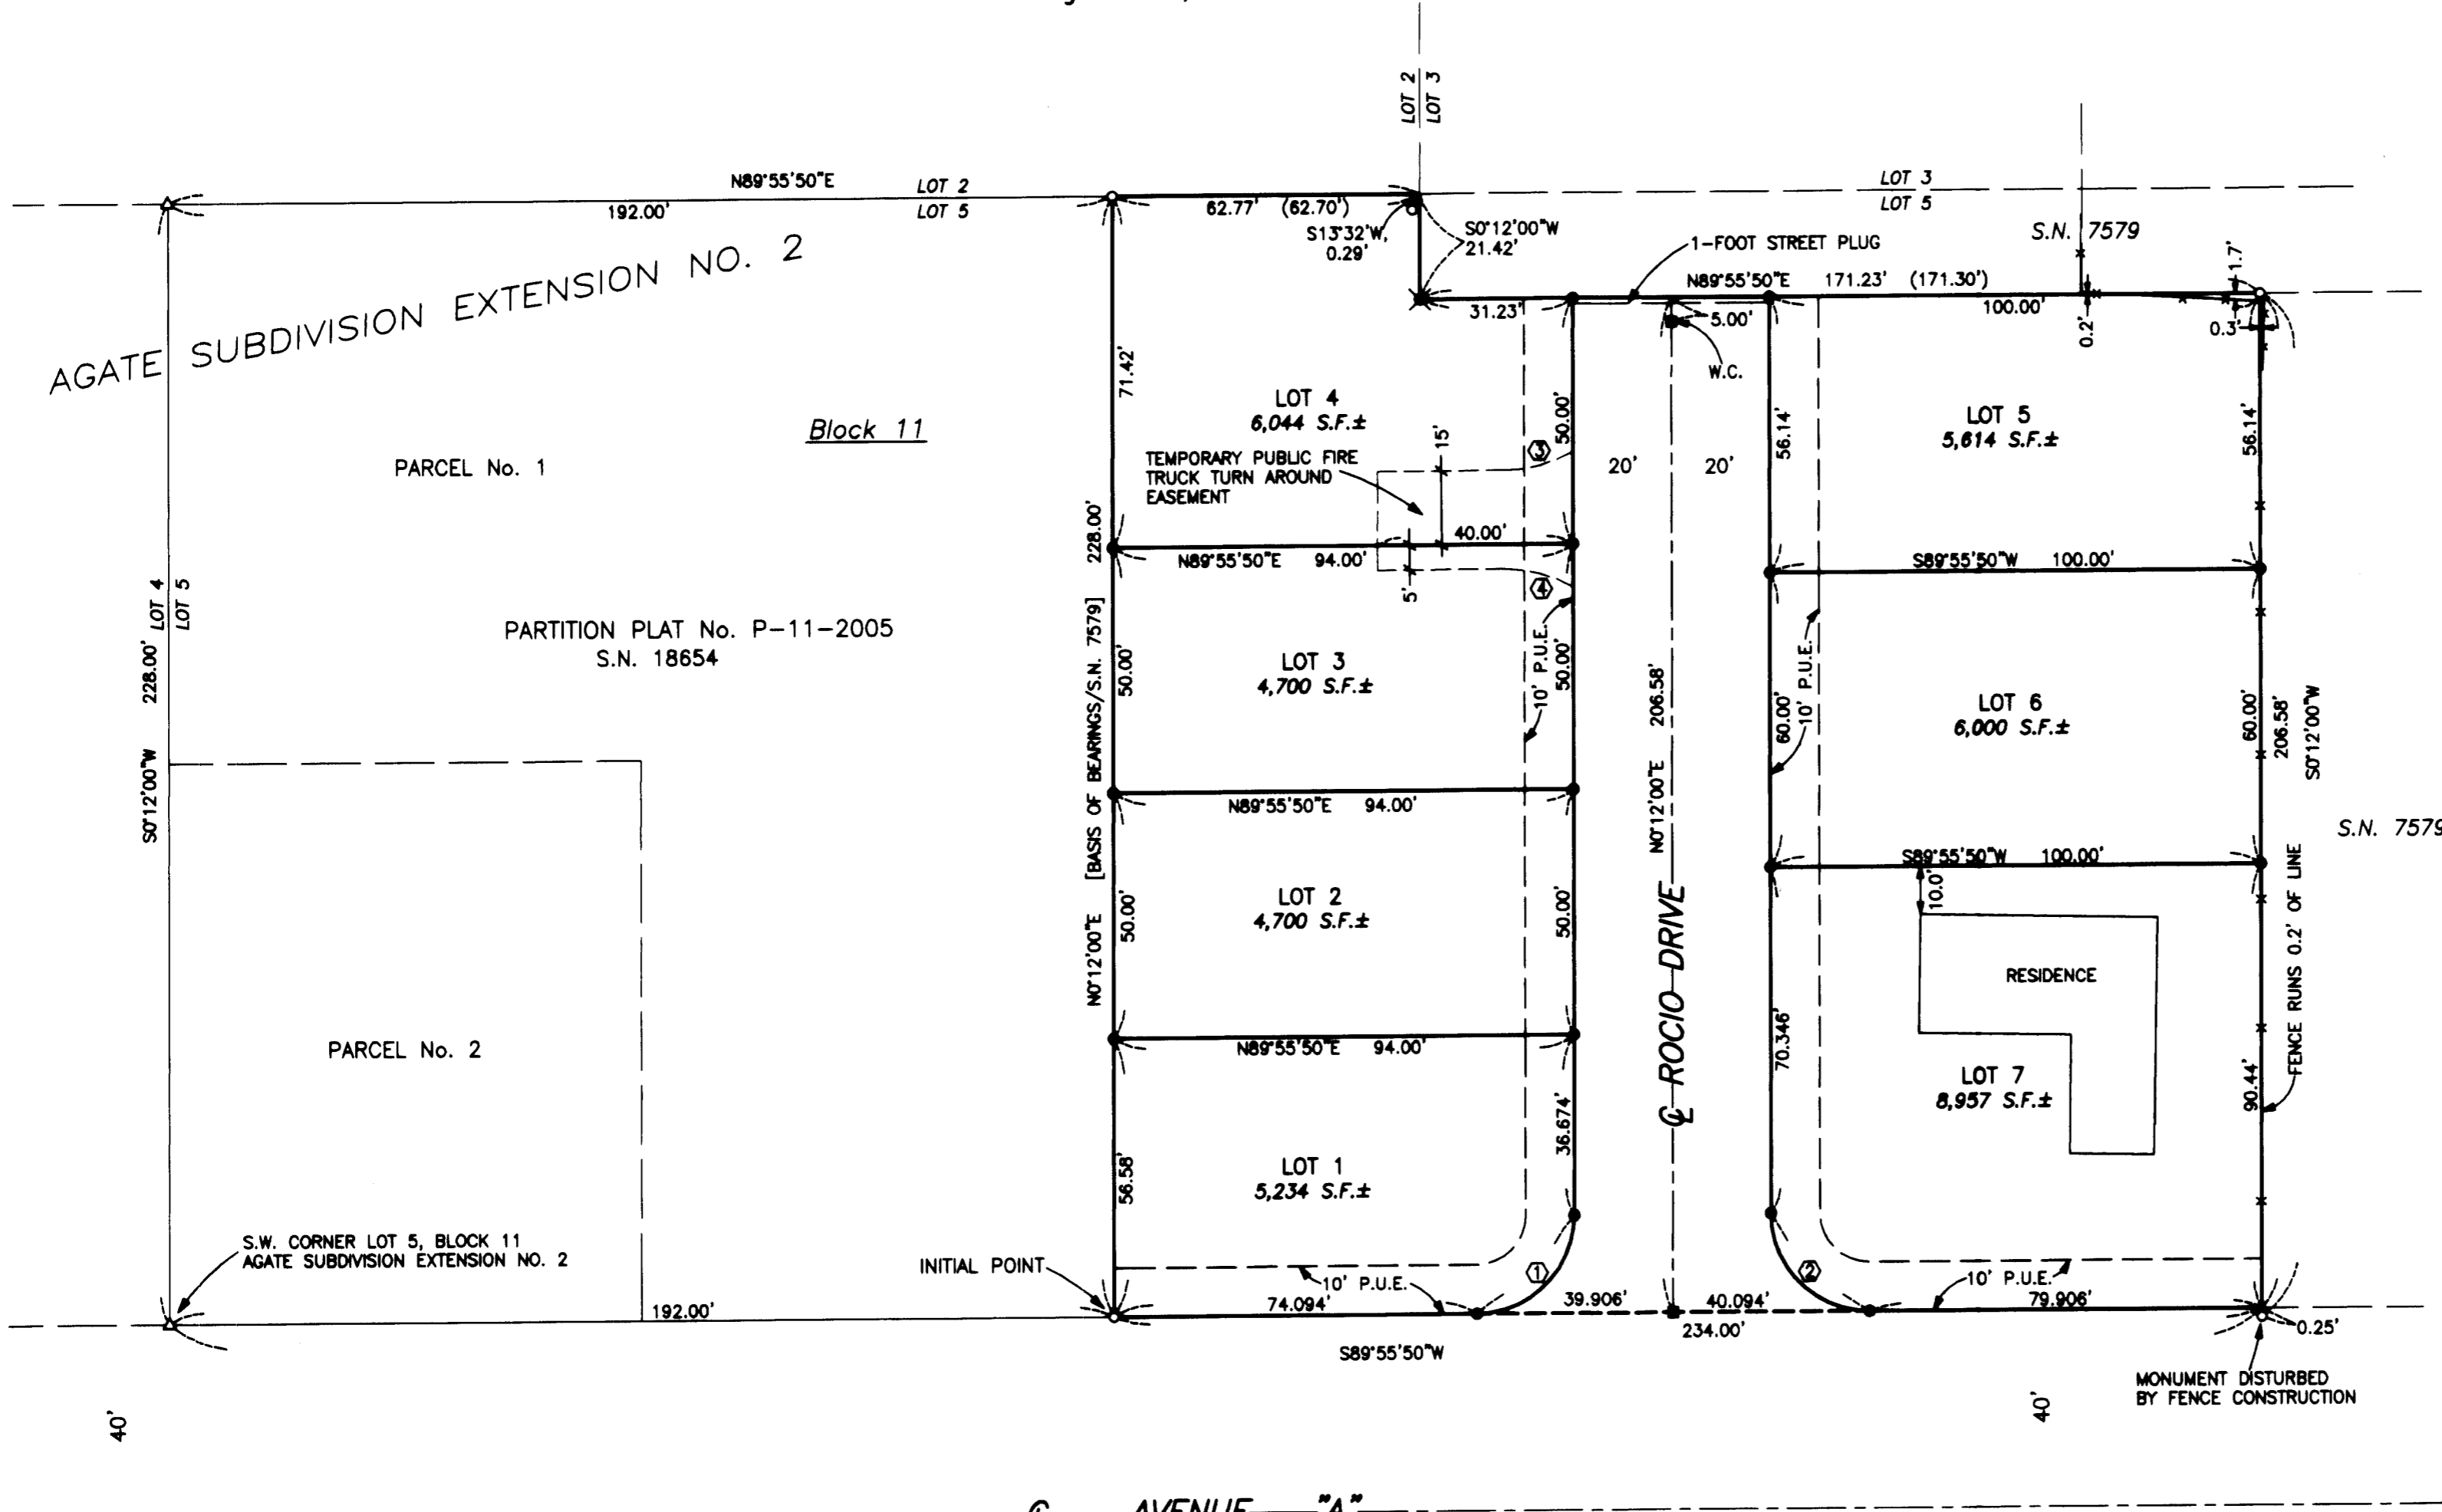 LOT 2
LOT 3
N89°55'50"E
LOT 2
192.00'
LOT 5
62.77' (62.70')
S13°32'W,
0.29'
S0°12'00"W
21.42'
LOT 3
LOT 5
S.N. 7579
1.7'
1-FOOT STREET PLUG
N89°55'50"E 171.23' (171.30')
31.23'
5.00'
100.00'
0.2'
0.3'
W.C.
AGATE SUBDIVISION EXTENSION NO. 2
Block 11
PARCEL No. 1
71.42'
LOT 4
6,044 S.F.±
50.00'
TEMPORARY PUBLIC FIRE
TRUCK TURN AROUND
EASEMENT
15'
3
20'
20'
56.14'
LOT 5
5,614 S.F.±
56.14'
40.00'
N89°55'50"E 94.00'
5'
4
S89°55'50"W 100.00'
LOT 4
LOT 5
S0°12'00"W 228.00'
PARTITION PLAT No. P-11-2005
S.N. 18654
N0°12'00"E [BASIS OF BEARINGS/S.N. 7579] 228.00'
50.00'
LOT 3
4,700 S.F.±
10' P.U.E.
50.00'
N0°12'00"E 206.58'
60.00'
10' P.U.E.
LOT 6
6,000 S.F.±
60.00'
206.58'
S0°12'00"W
S.N. 7579
N89°55'50"E 94.00'
S89°55'50"W 100.00'
10.0'
50.00'
LOT 2
4,700 S.F.±
50.00'
℄ ROCIO DRIVE
RESIDENCE
FENCE RUNS 0.2' OF LINE
N89°55'50"E 94.00'
70.346'
PARCEL No. 2
LOT 7
8,957 S.F.±
90.44'
56.58'
LOT 1
5,234 S.F.±
36.674'
S.W. CORNER LOT 5, BLOCK 11
AGATE SUBDIVISION EXTENSION NO. 2
INITIAL POINT
1
2
10' P.U.E.
10' P.U.E.
192.00'
74.094'
39.906'
40.094'
79.906'
234.00'
0.25'
S89°55'50"W
MONUMENT DISTURBED
BY FENCE CONSTRUCTION
40'
40'
℄ AVENUE "A"